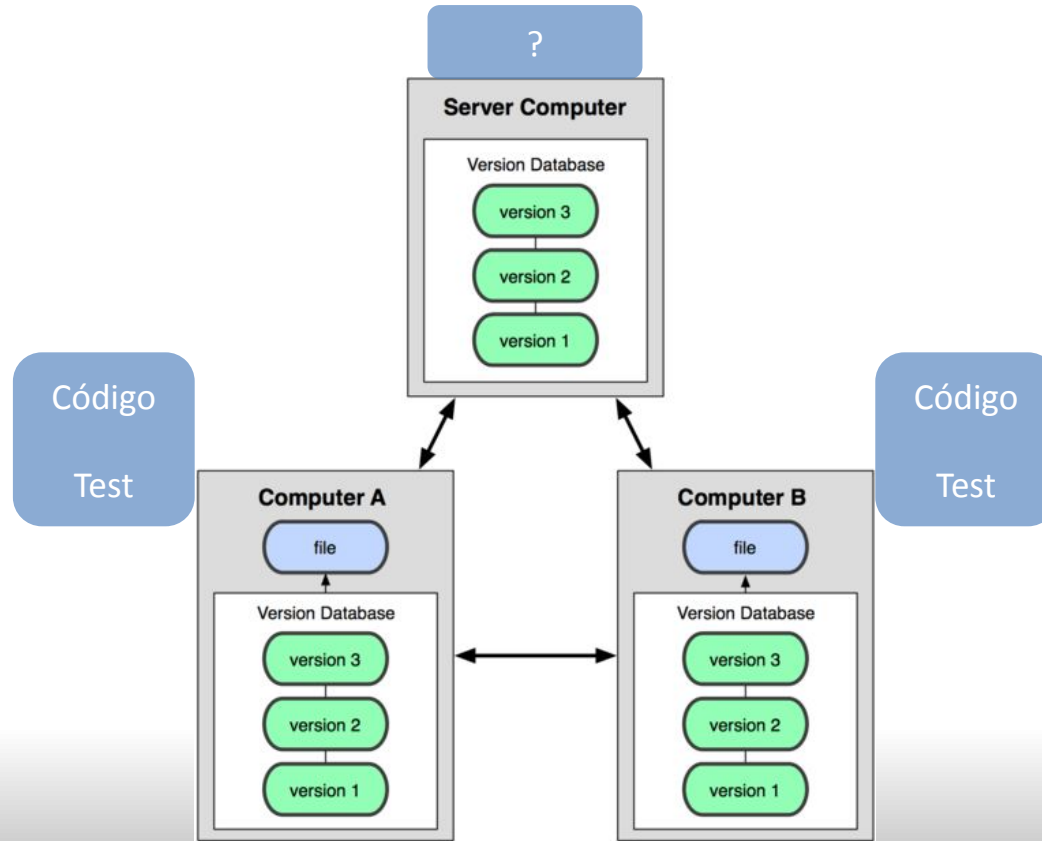 ?
Server Computer
Version Database
version 3
version 2
version 1
Código
Test
Código
Test
Computer A
file
Version Database
version 3
version 2
version 1
Computer B
file
Version Database
version 3
version 2
version 1